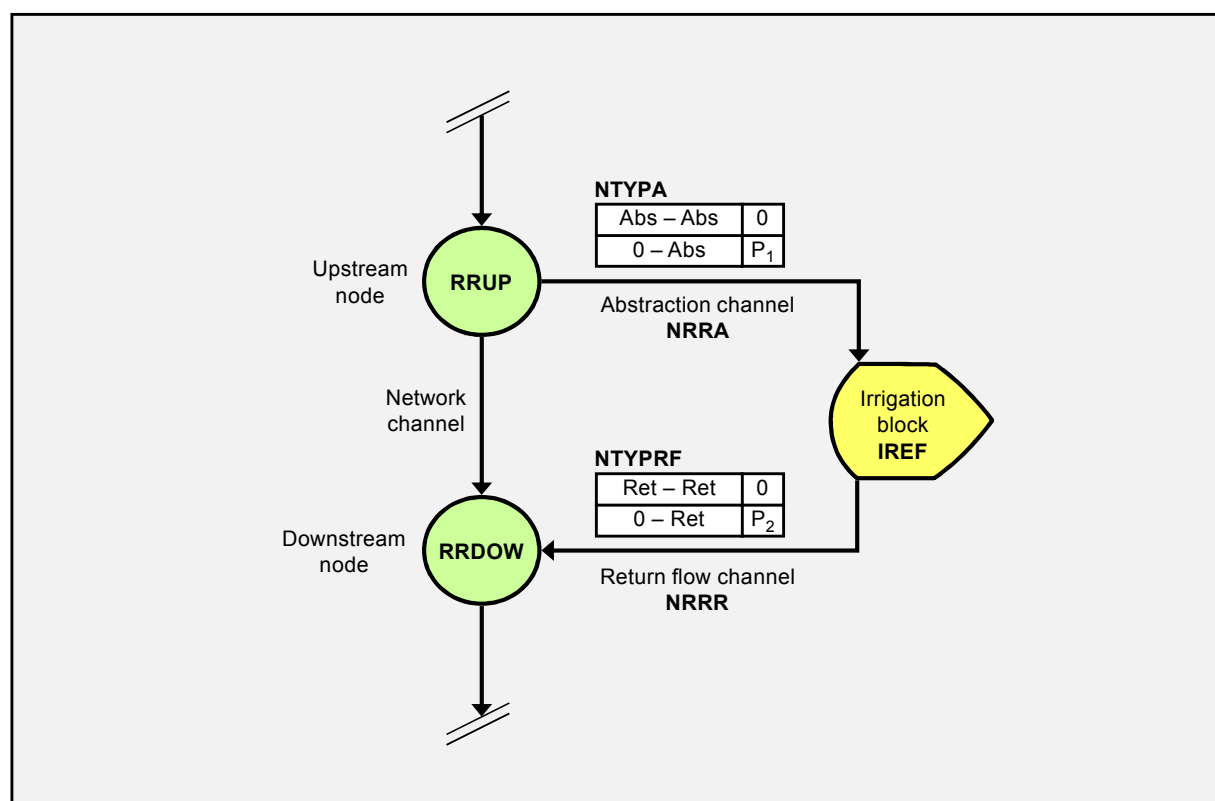 NTYPA
Abs – Abs 0
0 – Abs P₁
Upstream
node
RRUP
Abstraction channel
NRRA
Network
channel
Irrigation
block
IREF
NTYPRF
Ret – Ret 0
0 – Ret P₂
Downstream
node
RRDOW
Return flow channel
NRRR